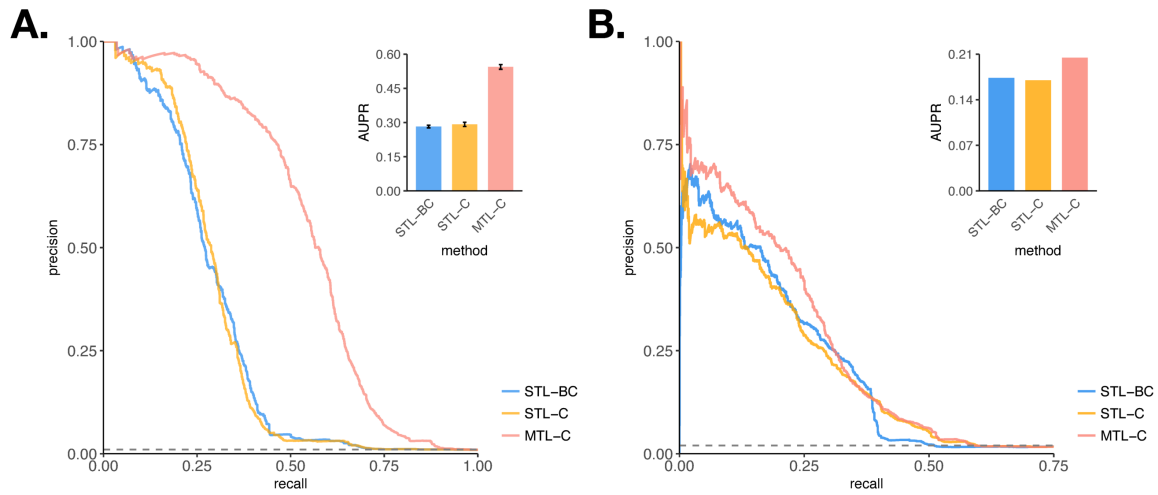 A.
1.00
0.75
0.50
0.25
0.00
precision
0.00
0.25
0.50
0.75
1.00
recall
0.60
0.45
0.30
0.15
0.00
AUPR
STL-BC
STL-C
MTL-C
method
STL-BC
STL-C
MTL-C
B.
1.00
0.75
0.50
0.25
0.00
precision
0.00
0.25
0.50
0.75
recall
0.21
0.14
0.07
0.00
AUPR
STL-BC
STL-C
MTL-C
method
STL-BC
STL-C
MTL-C